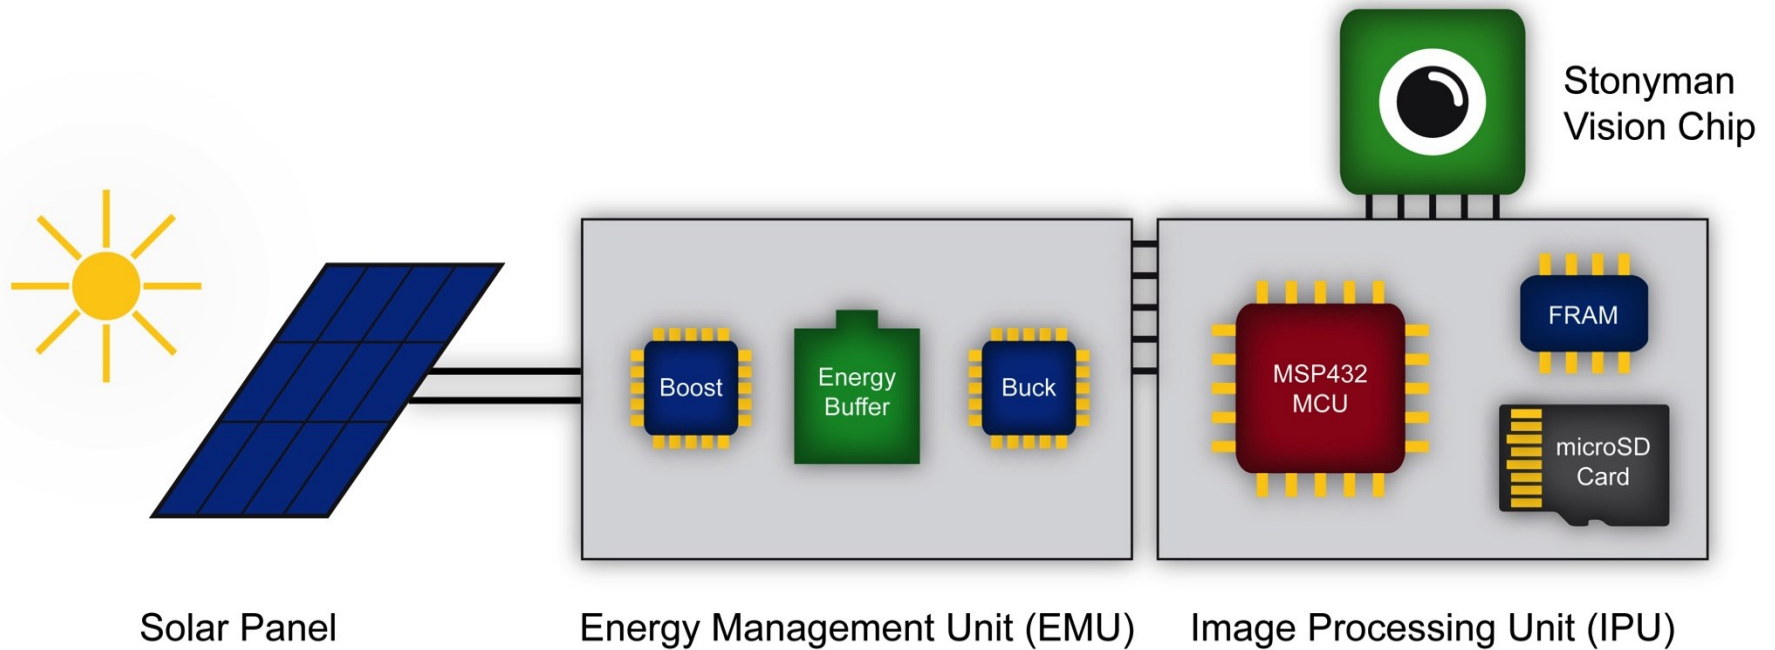 Stonyman
Vision Chip
Boost
Energy
Buffer
Buck
MSP432
MCU
FRAM
microSD
Card
Solar Panel
Energy Management Unit (EMU)
Image Processing Unit (IPU)